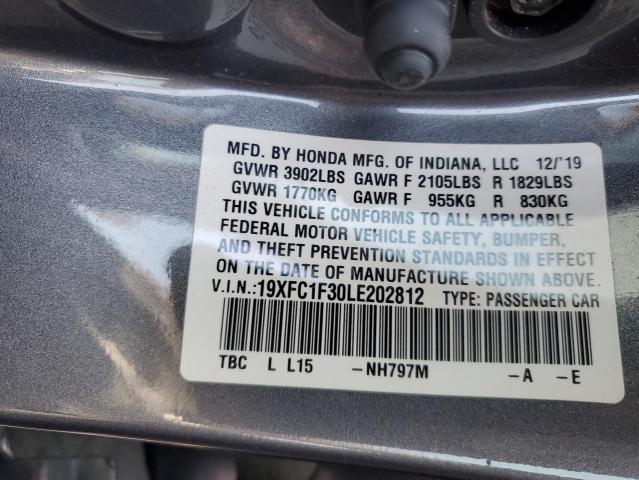 MFD. BY HONDA MFG. OF INDIANA, LLC 12/'19
GVWR 3902LBS GAWR F 2105LBS R 1829LBS
GVWR 1770KG GAWR F 955KG R 830KG
THIS VEHICLE CONFORMS TO ALL APPLICABLE
FEDERAL MOTOR VEHICLE SAFETY, BUMPER,
AND THEFT PREVENTION STANDARDS IN EFFECT
ON THE DATE OF MANUFACTURE SHOWN ABOVE.
V.I.N.:19XFC1F30LE202812 TYPE: PASSENGER CAR
TBC L L15 -NH797M -A -E